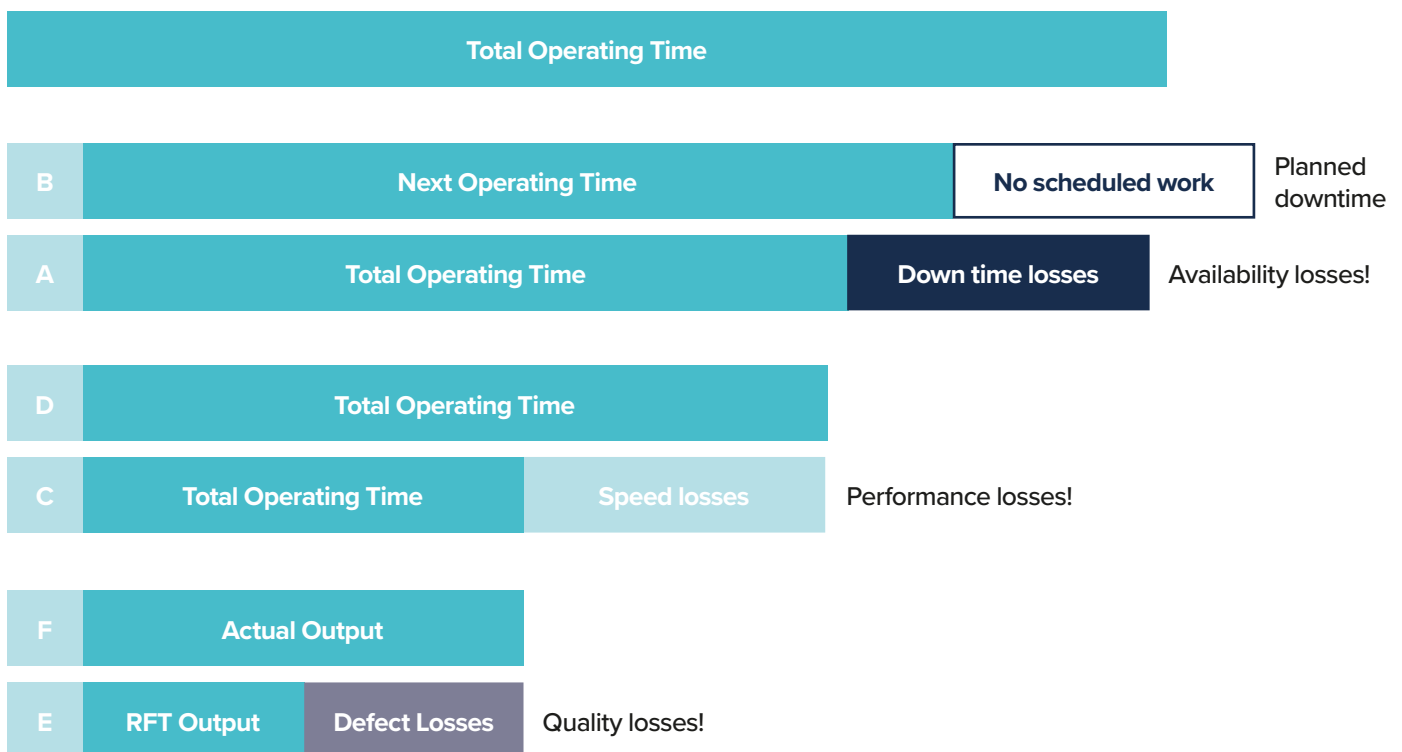 Total Operating Time
B Next Operating Time No scheduled work Planned
downtime
A Total Operating Time Down time losses Availability losses!
D Total Operating Time
C Total Operating Time Speed losses Performance losses!
F Actual Output
E RFT Output Defect Losses Quality losses!